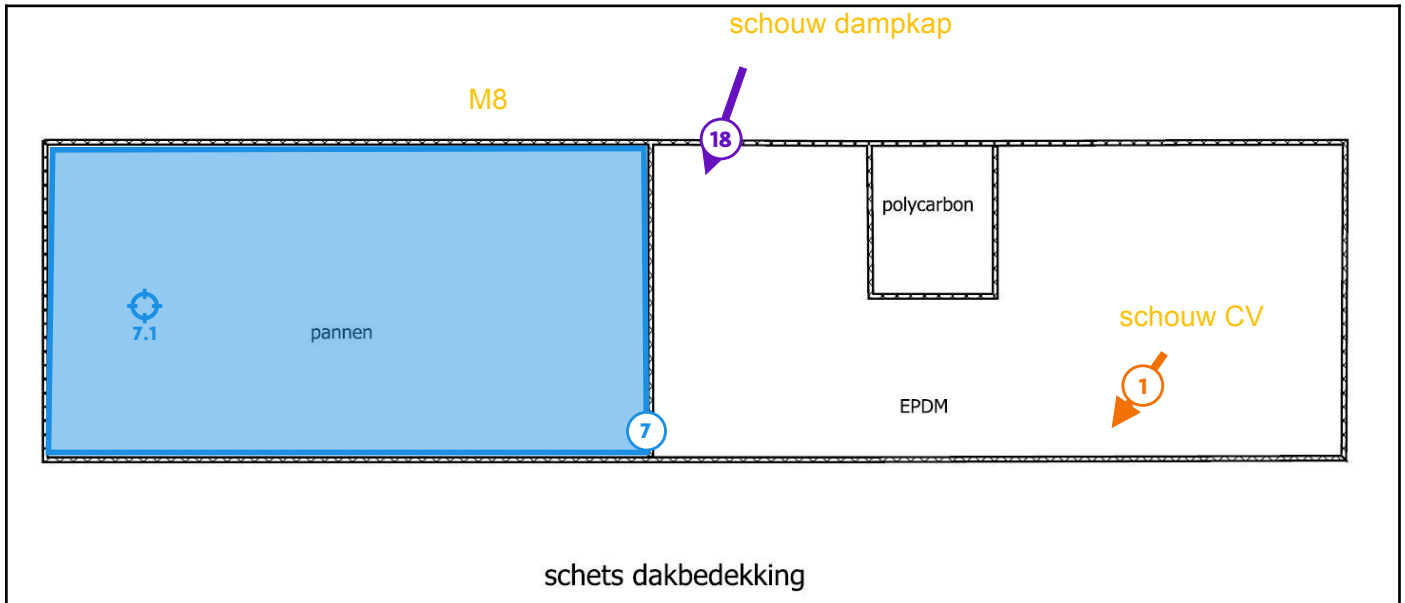 schouw dampkap
M8
18
polycarbon
7.1
pannen
schouw CV
1
EPDM
7
schets dakbedekking